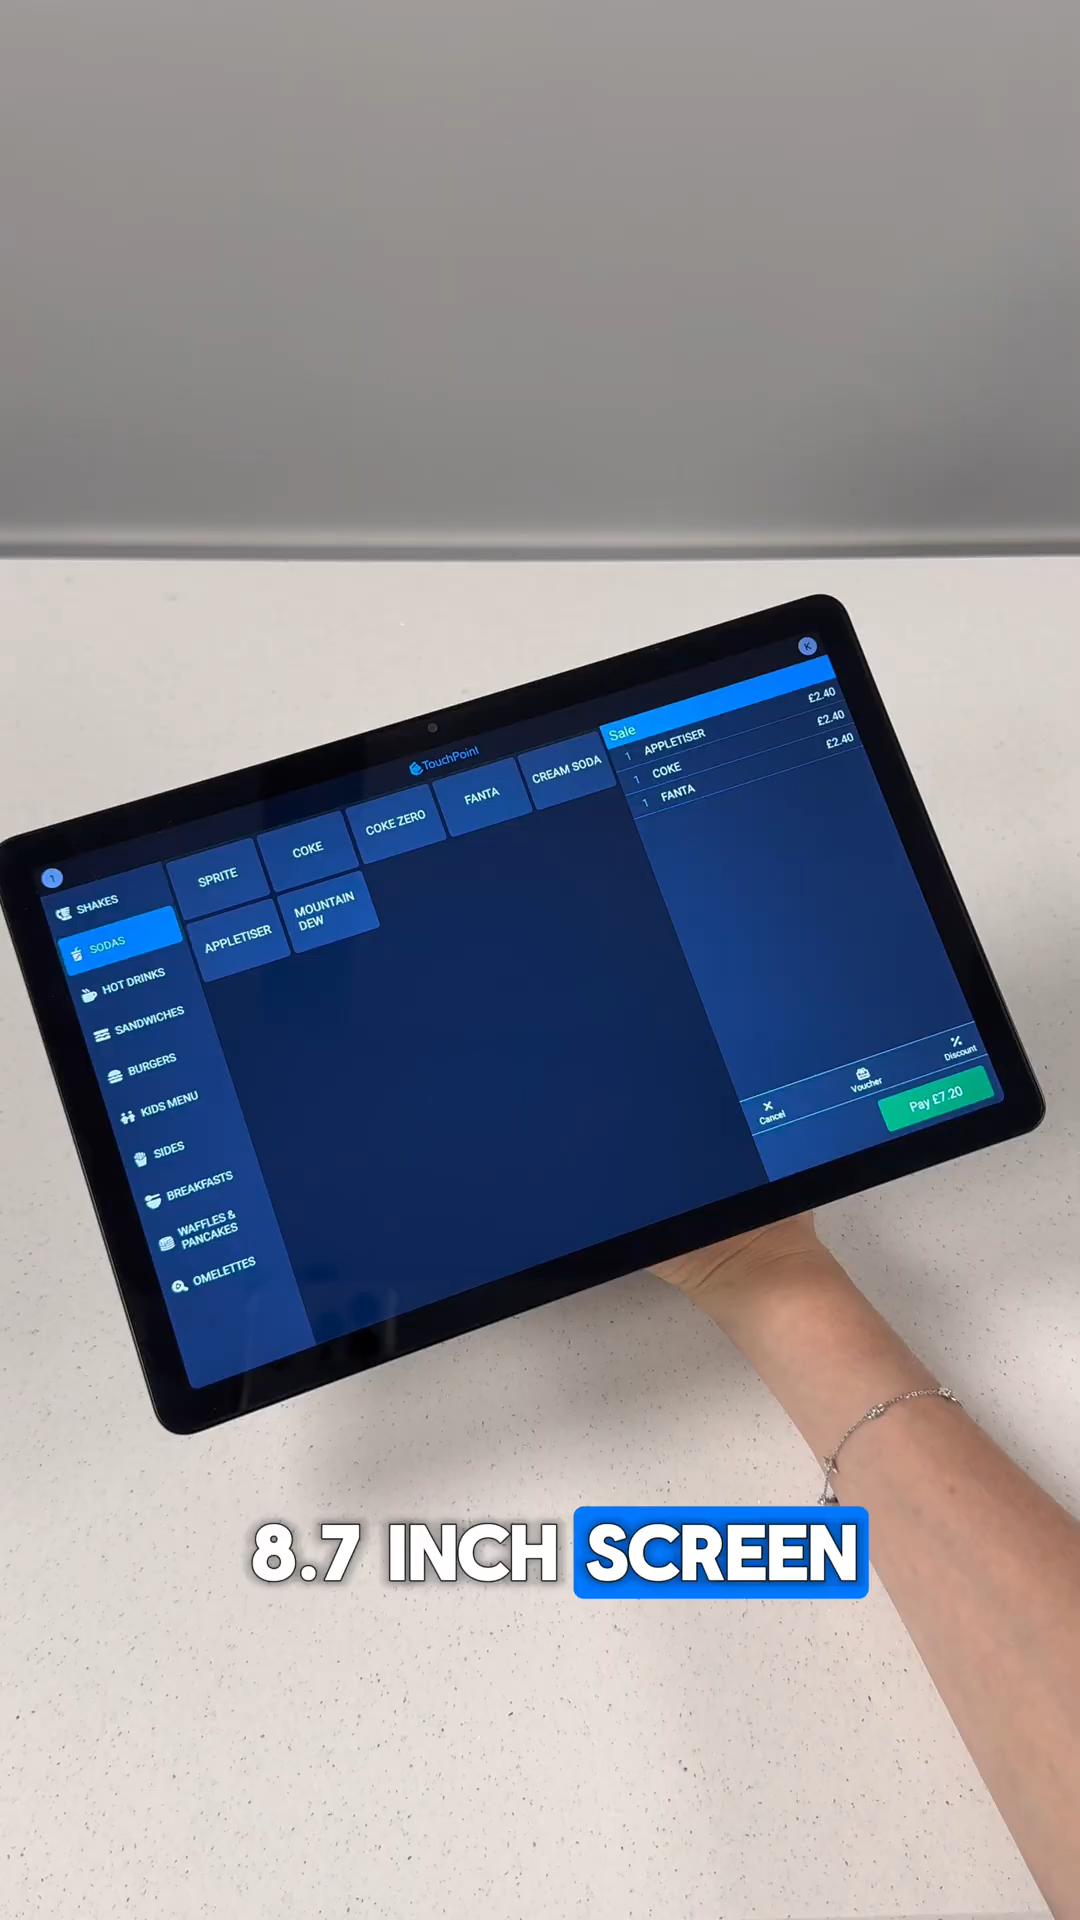 1
K
TouchPoint
SHAKES
SODAS
HOT DRINKS
SANDWICHES
BURGERS
KIDS MENU
SIDES
BREAKFASTS
WAFFLES &
PANCAKES
OMELETTES
SPRITE
COKE
COKE ZERO
FANTA
CREAM SODA
APPLETISER
MOUNTAIN
DEW
Sale
1 APPLETISER £2.40
1 COKE £2.40
1 FANTA £2.40
Cancel
Voucher
Discount
Pay £7.20
8.7 INCH SCREEN